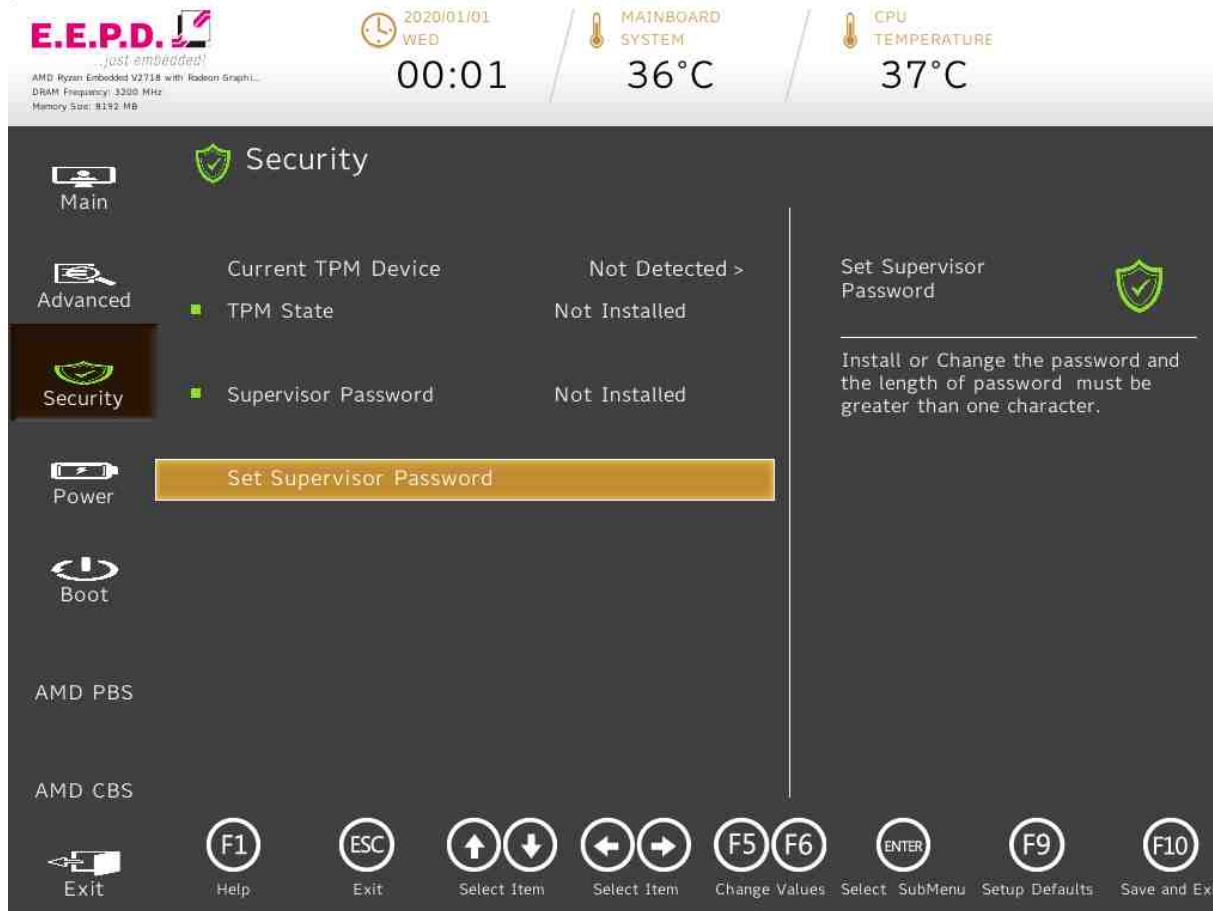 E.E.P.D.
...just embedded!
AMD Ryzen Embedded V2718 with Radeon Graphi...
DRAM Frequency: 3200 MHz
Memory Size: 8192 MB
2020/01/01
WED
00:01
MAINBOARD
SYSTEM
36°C
CPU
TEMPERATURE
37°C
Main
Advanced
Security
Power
Boot
AMD PBS
AMD CBS
Exit
Security
Current TPM Device Not Detected >
TPM State Not Installed
Supervisor Password Not Installed
Set Supervisor Password
Set Supervisor
Password
Install or Change the password and
the length of password must be
greater than one character.
F1 ESC F5 F6 ENTER F9 F10
Help Exit Select Item Select Item Change Values Select SubMenu Setup Defaults Save and Ex